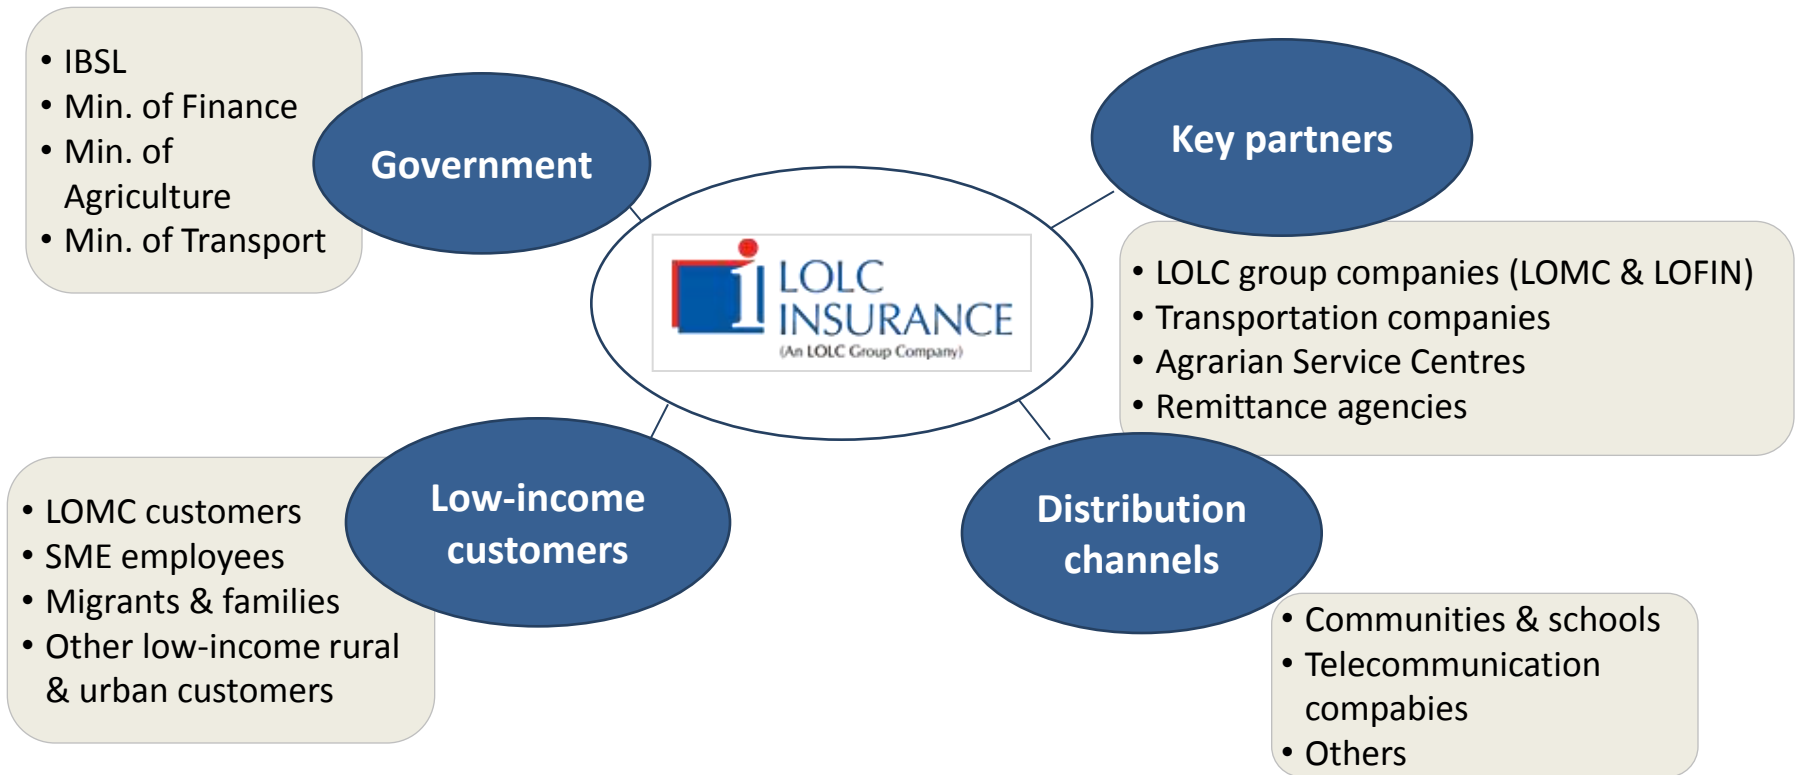 • IBSL
• Min. of Finance
• Min. of
Agriculture
• Min. of Transport
Government
Key partners
• LOLC group companies (LOMC & LOFIN)
• Transportation companies
• Agrarian Service Centres
• Remittance agencies
i LOLC
INSURANCE
(An LOLC Group Company)
Low-income
customers
• LOMC customers
• SME employees
• Migrants & families
• Other low-income rural
& urban customers
Distribution
channels
• Communities & schools
• Telecommunication
compabies
• Others